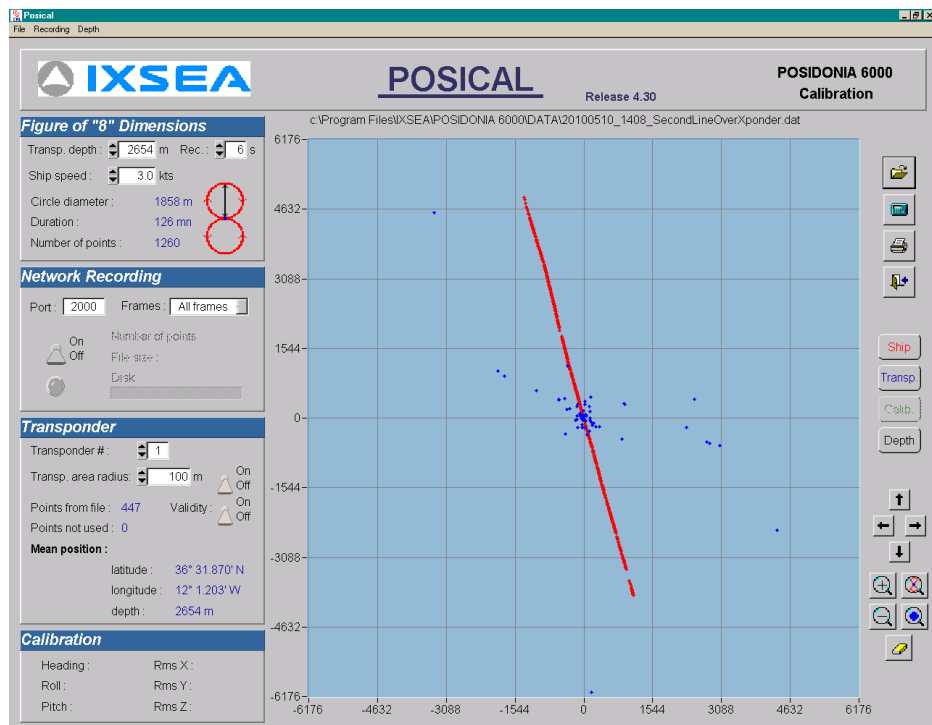 Posical
File Recording Depth
IXSEA
POSICAL
Release 4.30
POSIDONIA 6000
Calibration
Figure of "8" Dimensions
Transp. depth : 2654 m Rec. : 6 s
Ship speed : 3.0 kts
Circle diameter : 1858 m
Duration : 126 mn
Number of points : 1260
Network Recording
Port : 2000 Frames : All frames
On
Off
Number of points
File size :
Disk
Transponder
Transponder # : 1
Transp. area radius: 100 m On
Off
Points from file : 447 Validity : On
Off
Points not used : 0
Mean position :
latitude : 36° 31.870' N
longitude : 12° 1.203' W
depth : 2654 m
Calibration
Heading : Rms X :
Roll : Rms Y :
Pitch : Rms Z :
c:\Program Files\IXSEA\POSIDONIA 6000\DATA\20100510_1408_SecondLineOverXponder.dat
6176
4632
3088
1544
0
-1544
-3088
-4632
-6176
-6176 -4632 -3088 -1544 0 1544 3088 4632 6176
Ship
Transp.
Calib.
Depth